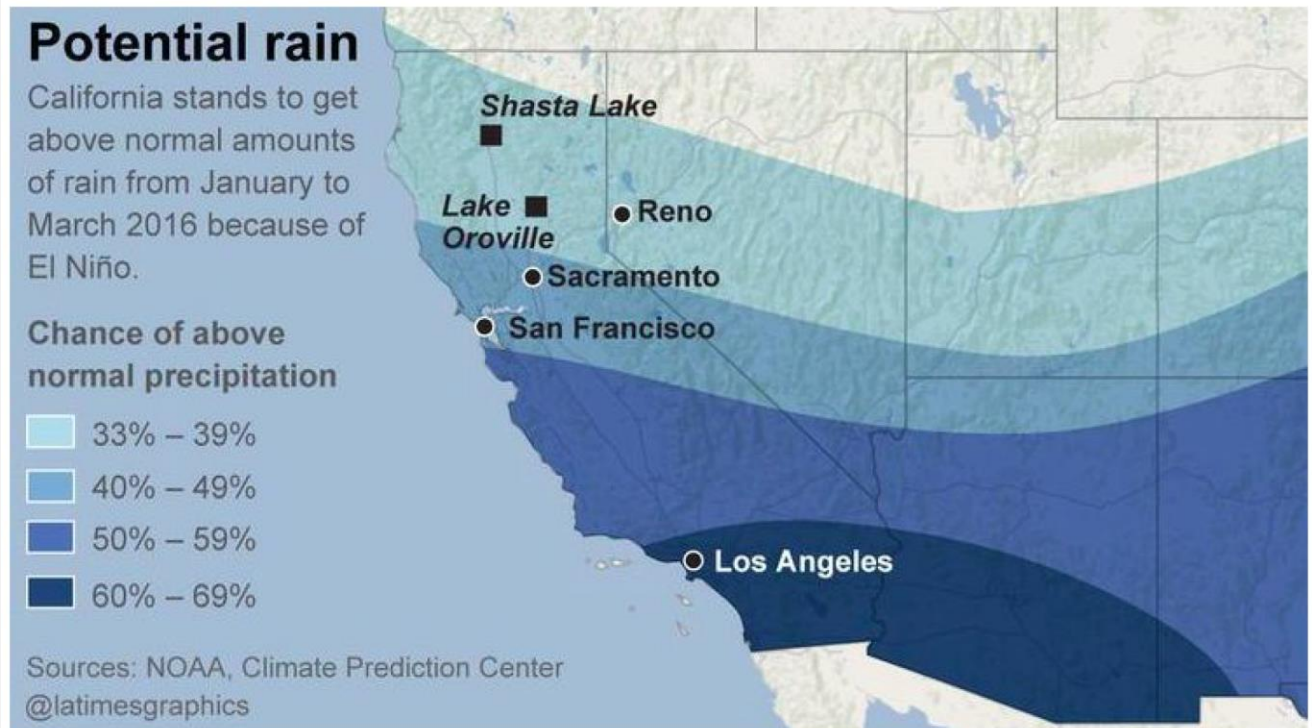 Potential rain
California stands to get
above normal amounts
of rain from January to
March 2016 because of
El Niño.
Chance of above
normal precipitation
33% – 39%
40% – 49%
50% – 59%
60% – 69%
Sources: NOAA, Climate Prediction Center
@latimesgraphics
Shasta Lake
Lake
Oroville
Reno
Sacramento
San Francisco
Los Angeles